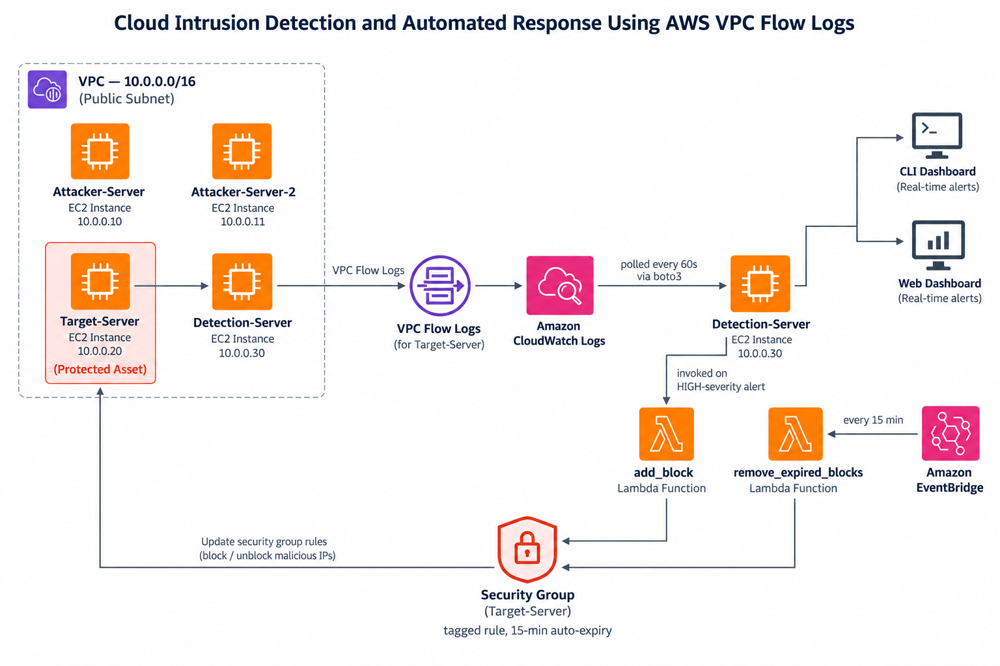 Cloud Intrusion Detection and Automated Response Using AWS VPC Flow Logs
VPC — 10.0.0.0/16
(Public Subnet)
Attacker-Server
EC2 Instance
10.0.0.10
Attacker-Server-2
EC2 Instance
10.0.0.11
Target-Server
EC2 Instance
10.0.0.20
(Protected Asset)
Detection-Server
EC2 Instance
10.0.0.30
VPC Flow Logs
VPC Flow Logs
(for Target-Server)
Amazon
CloudWatch Logs
polled every 60s
via boto3
Detection-Server
EC2 Instance
10.0.0.30
CLI Dashboard
(Real-time alerts)
Web Dashboard
(Real-time alerts)
invoked on
HIGH-severity alert
add_block
Lambda Function
remove_expired_blocks
Lambda Function
every 15 min
Amazon
EventBridge
Update security group rules
(block / unblock malicious IPs)
Security Group
(Target-Server)
tagged rule, 15-min auto-expiry